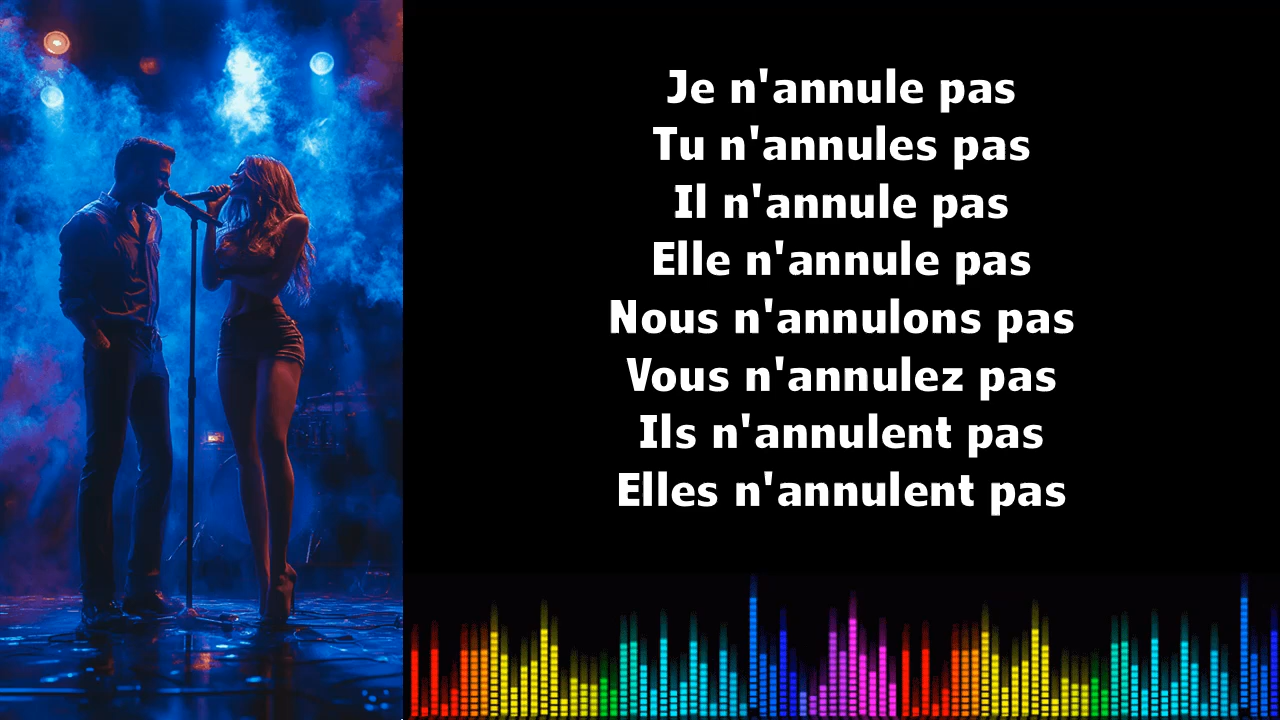 Je n'annule pas
Tu n'annules pas
Il n'annule pas
Elle n'annule pas
Nous n'annulons pas
Vous n'annulez pas
Ils n'annulent pas
Elles n'annulent pas